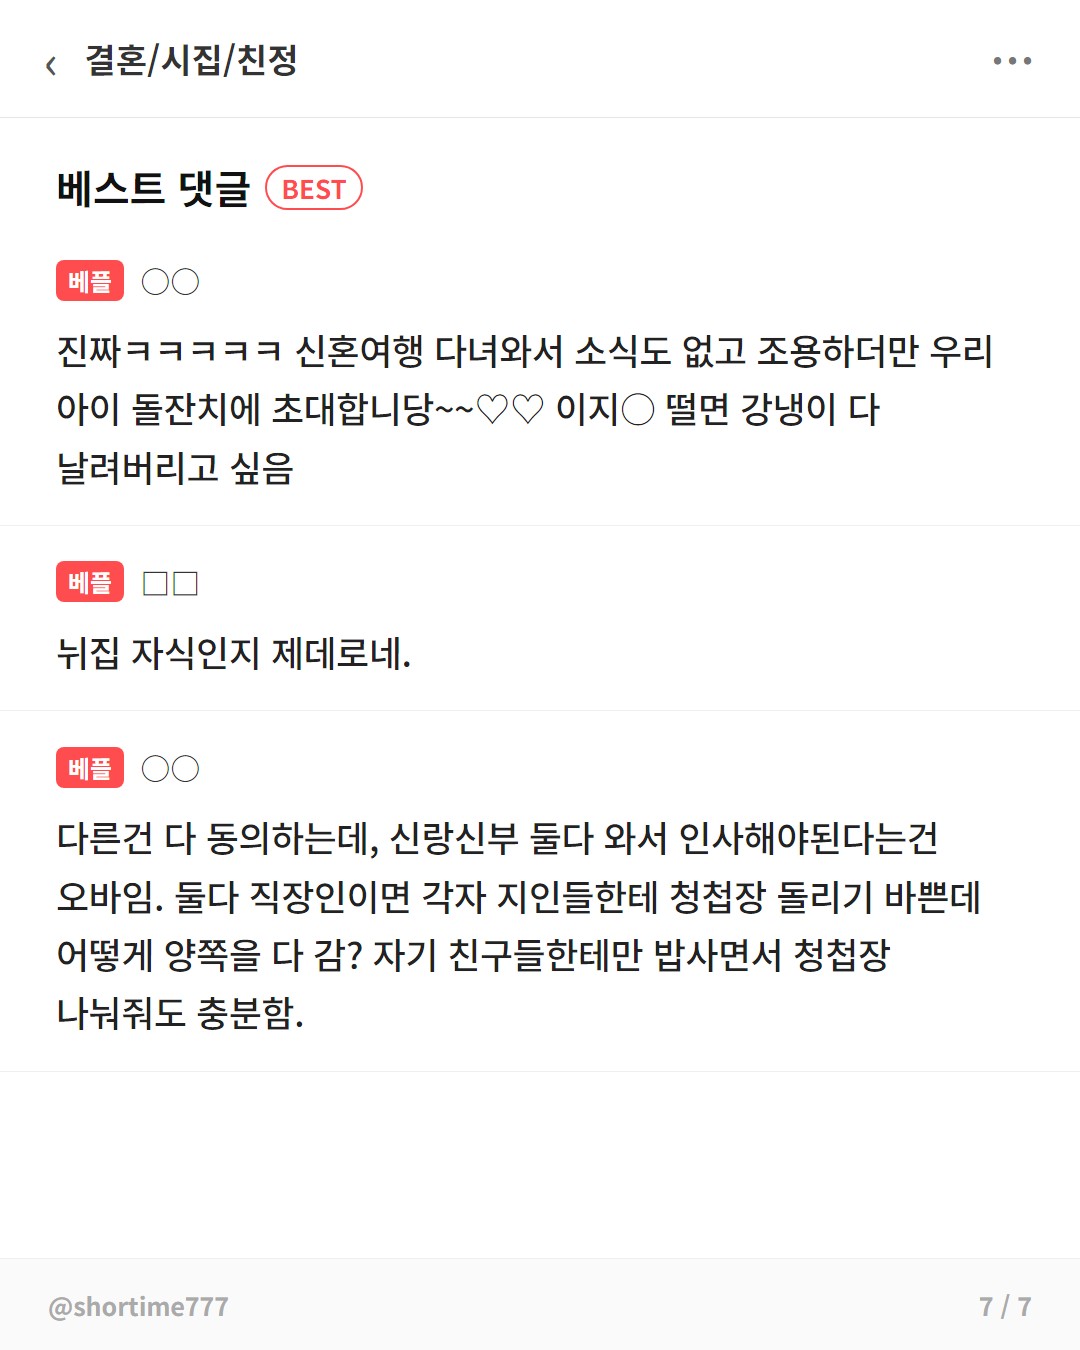 ‹ 결혼/시집/친정 ...
베스트 댓글 BEST
베플 ○○
진짜ㅋㅋㅋㅋㅋ 신혼여행 다녀와서 소식도 없고 조용하더만 우리
아이 돌잔치에 초대합니당~~♡♡ 이지○ 떨면 강냉이 다
날려버리고 싶음
베플 □□
뉘집 자식인지 제데로네.
베플 ○○
다른건 다 동의하는데, 신랑신부 둘다 와서 인사해야된다는건
오바임. 둘다 직장인이면 각자 지인들한테 청첩장 돌리기 바쁜데
어떻게 양쪽을 다 감? 자기 친구들한테만 밥사면서 청첩장
나눠줘도 충분함.
@shortime777 7 / 7